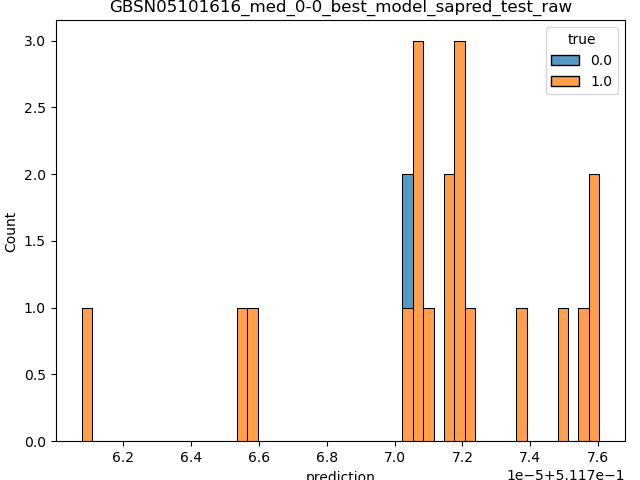 GBSN05101616_med_0-0_best_model_sapred_test_raw
3.0
2.5
2.0
1.5
1.0
0.5
0.0
Count
true
0.0
1.0
6.2 6.4 6.6 6.8 7.0 7.2 7.4 7.6
prediction
1e−5+5.117e−1